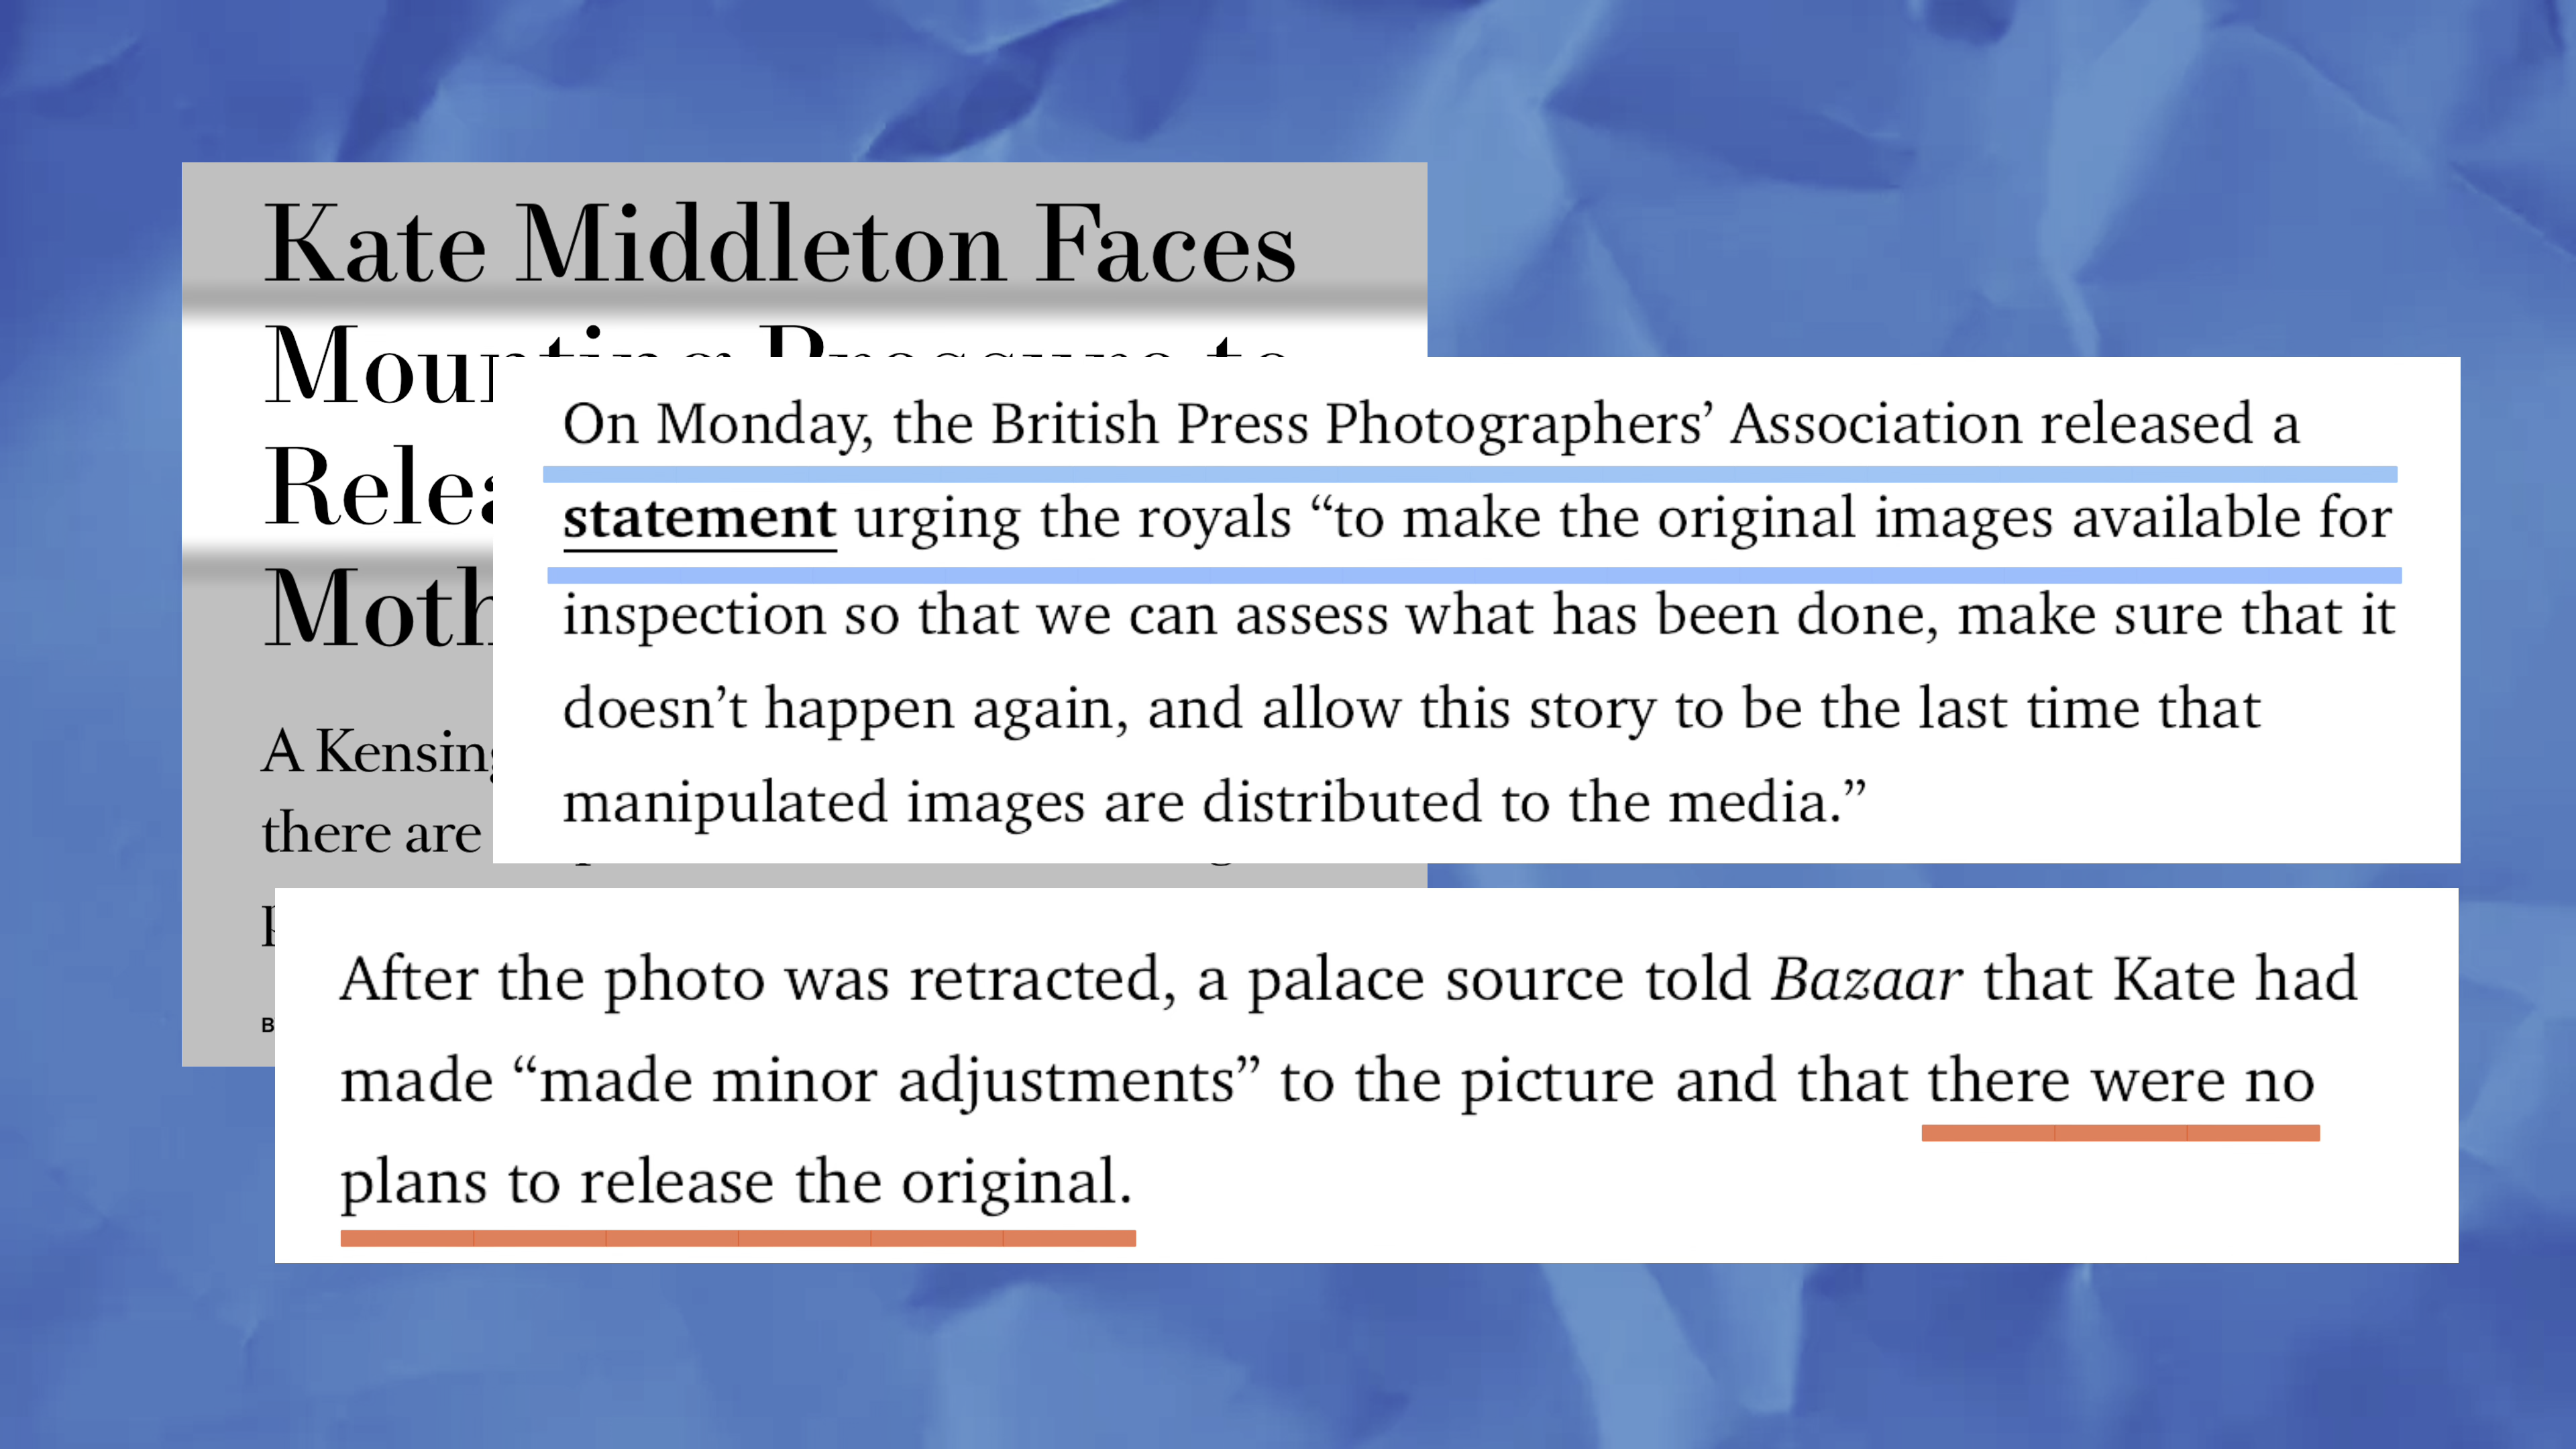 Kate Middleton Faces
Mounting Pressure to
Moth
A
there are
On Monday, the British Press Photographers’ Association released a
statement urging the royals “to make the original images available for
inspection so that we can assess what has been done, make sure that it
doesn’t happen again, and allow this story to be the last time that
manipulated images are distributed to the media.”
After the photo was retracted, a palace source told Bazaar that Kate had
made “made minor adjustments” to the picture and that there were no
plans to release the original.